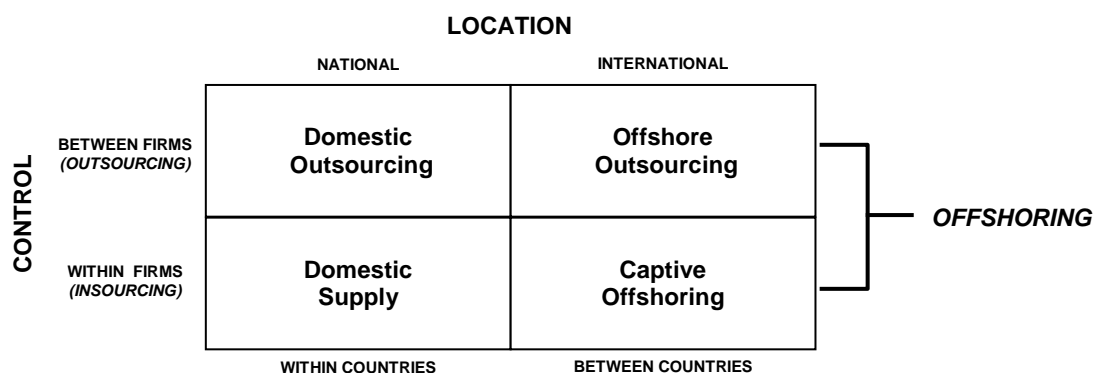 LOCATION
NATIONAL
INTERNATIONAL
CONTROL
BETWEEN FIRMS
(OUTSOURCING)
Domestic
Outsourcing
Offshore
Outsourcing
OFFSHORING
WITHIN FIRMS
(INSOURCING)
Domestic
Supply
Captive
Offshoring
WITHIN COUNTRIES
BETWEEN COUNTRIES